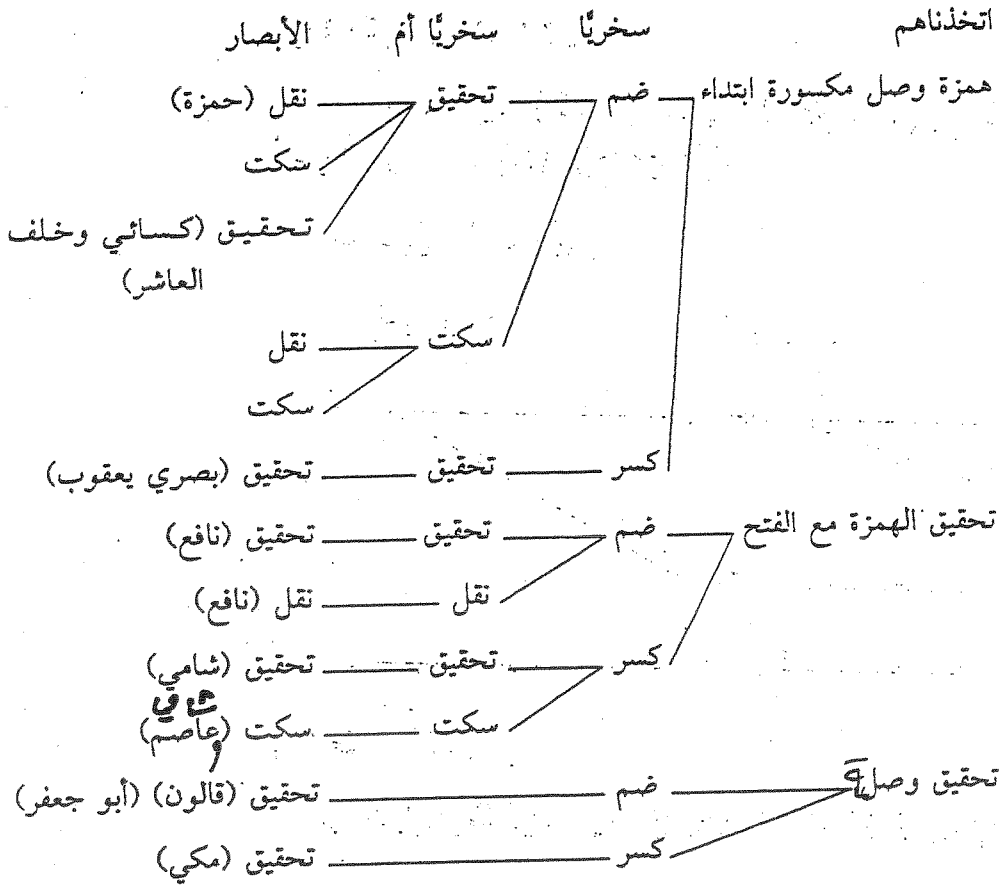 اتخذناهم سخريًّا سخريًّا أم الأبصار
همزة وصل مكسورة ابتداء ضم تحقيق نقل (حمزة)
سكت
تحقيق (كسائي وخلف
العاشر)
سكت نقل
سكت
كسر تحقيق تحقيق (بصري يعقوب)
تحقيق الهمزة مع الفتح ضم تحقيق تحقيق (نافع)
نقل نقل (نافع)
كسر تحقيق تحقيق (شامي)
سكت سكت (عاصم)
تحقيق وصل ضم تحقيق (قالون) (أبو جعفر)
كسر تحقيق (مكي)